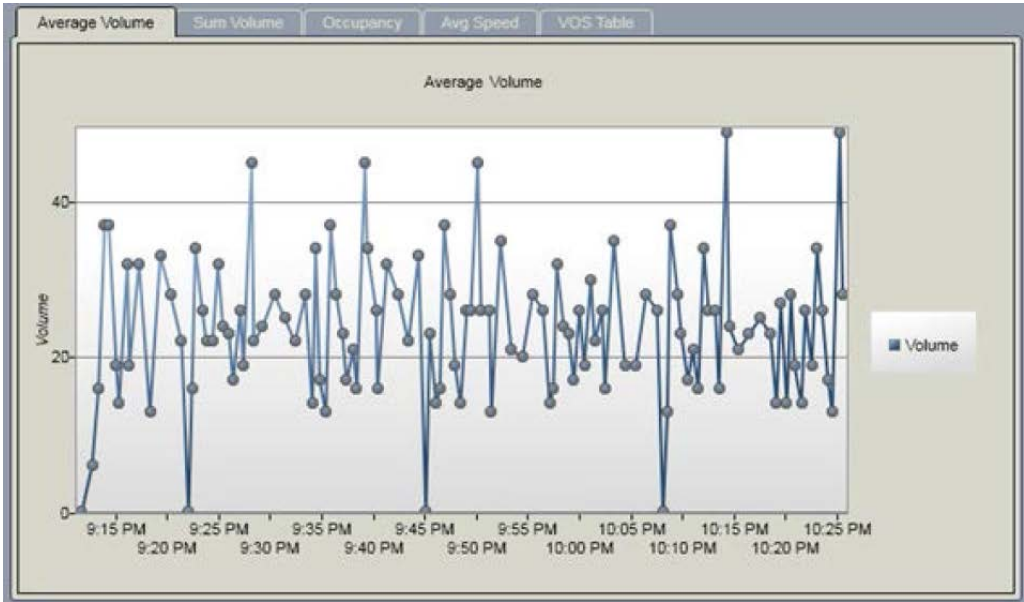 Average Volume Sum Volume Occupancy Avg Speed VOS Table
Average Volume
40
Volume
20
Volume
0
9:15 PM 9:25 PM 9:35 PM 9:45 PM 9:55 PM 10:05 PM 10:15 PM 10:25 PM
9:20 PM 9:30 PM 9:40 PM 9:50 PM 10:00 PM 10:10 PM 10:20 PM